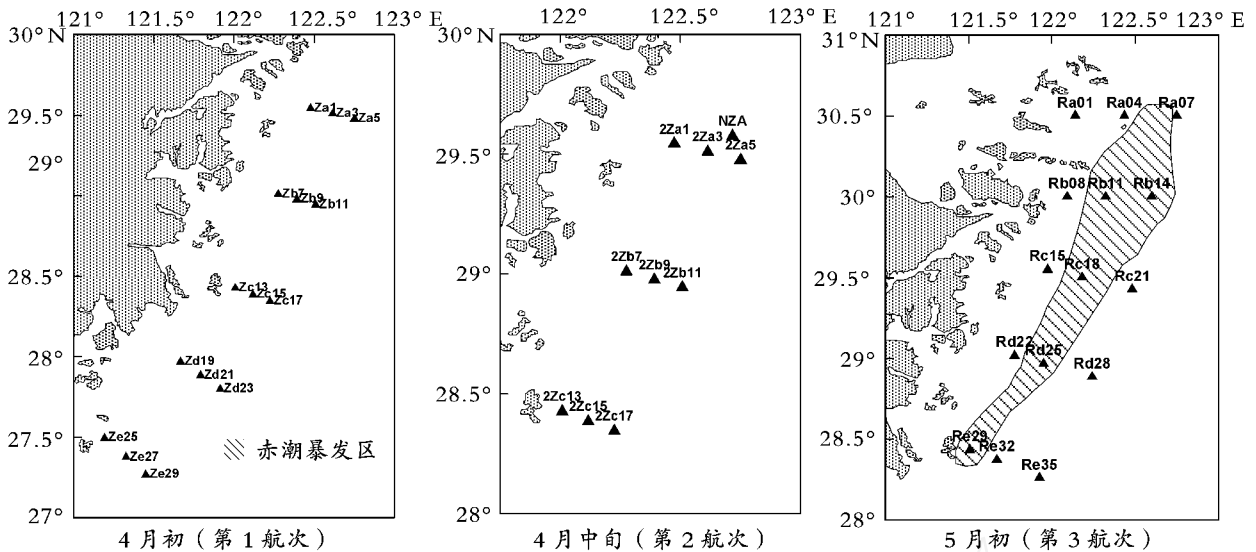 121° 121.5° 122° 122.5° 123° E
30° N
29.5°
29°
28.5°
28°
27.5°
27°
Za1 Za3 Za5
Zb7 Zb9 Zb11
Zc13 Zc15 Zc17
Zd19
Zd21
Zd23
Ze25
Ze27
Ze29
赤潮暴发区
4月初（第1航次）
122° 122.5° 123° E
30° N
29.5°
29°
28.5°
28°
NZA
2Za1 2Za3 2Za5
2Zb7 2Zb9 2Zb11
2Zc13 2Zc15 2Zc17
4月中旬（第2航次）
121° 121.5° 122° 122.5° 123° E
31° N
30.5°
30°
29.5°
29°
28.5°
28°
Ra01 Ra04 Ra07
Rb08 Rb11 Rb14
Rc15 Rc18 Rc21
Rd22 Rd25 Rd28
Re29 Re32 Re35
5月初（第3航次）